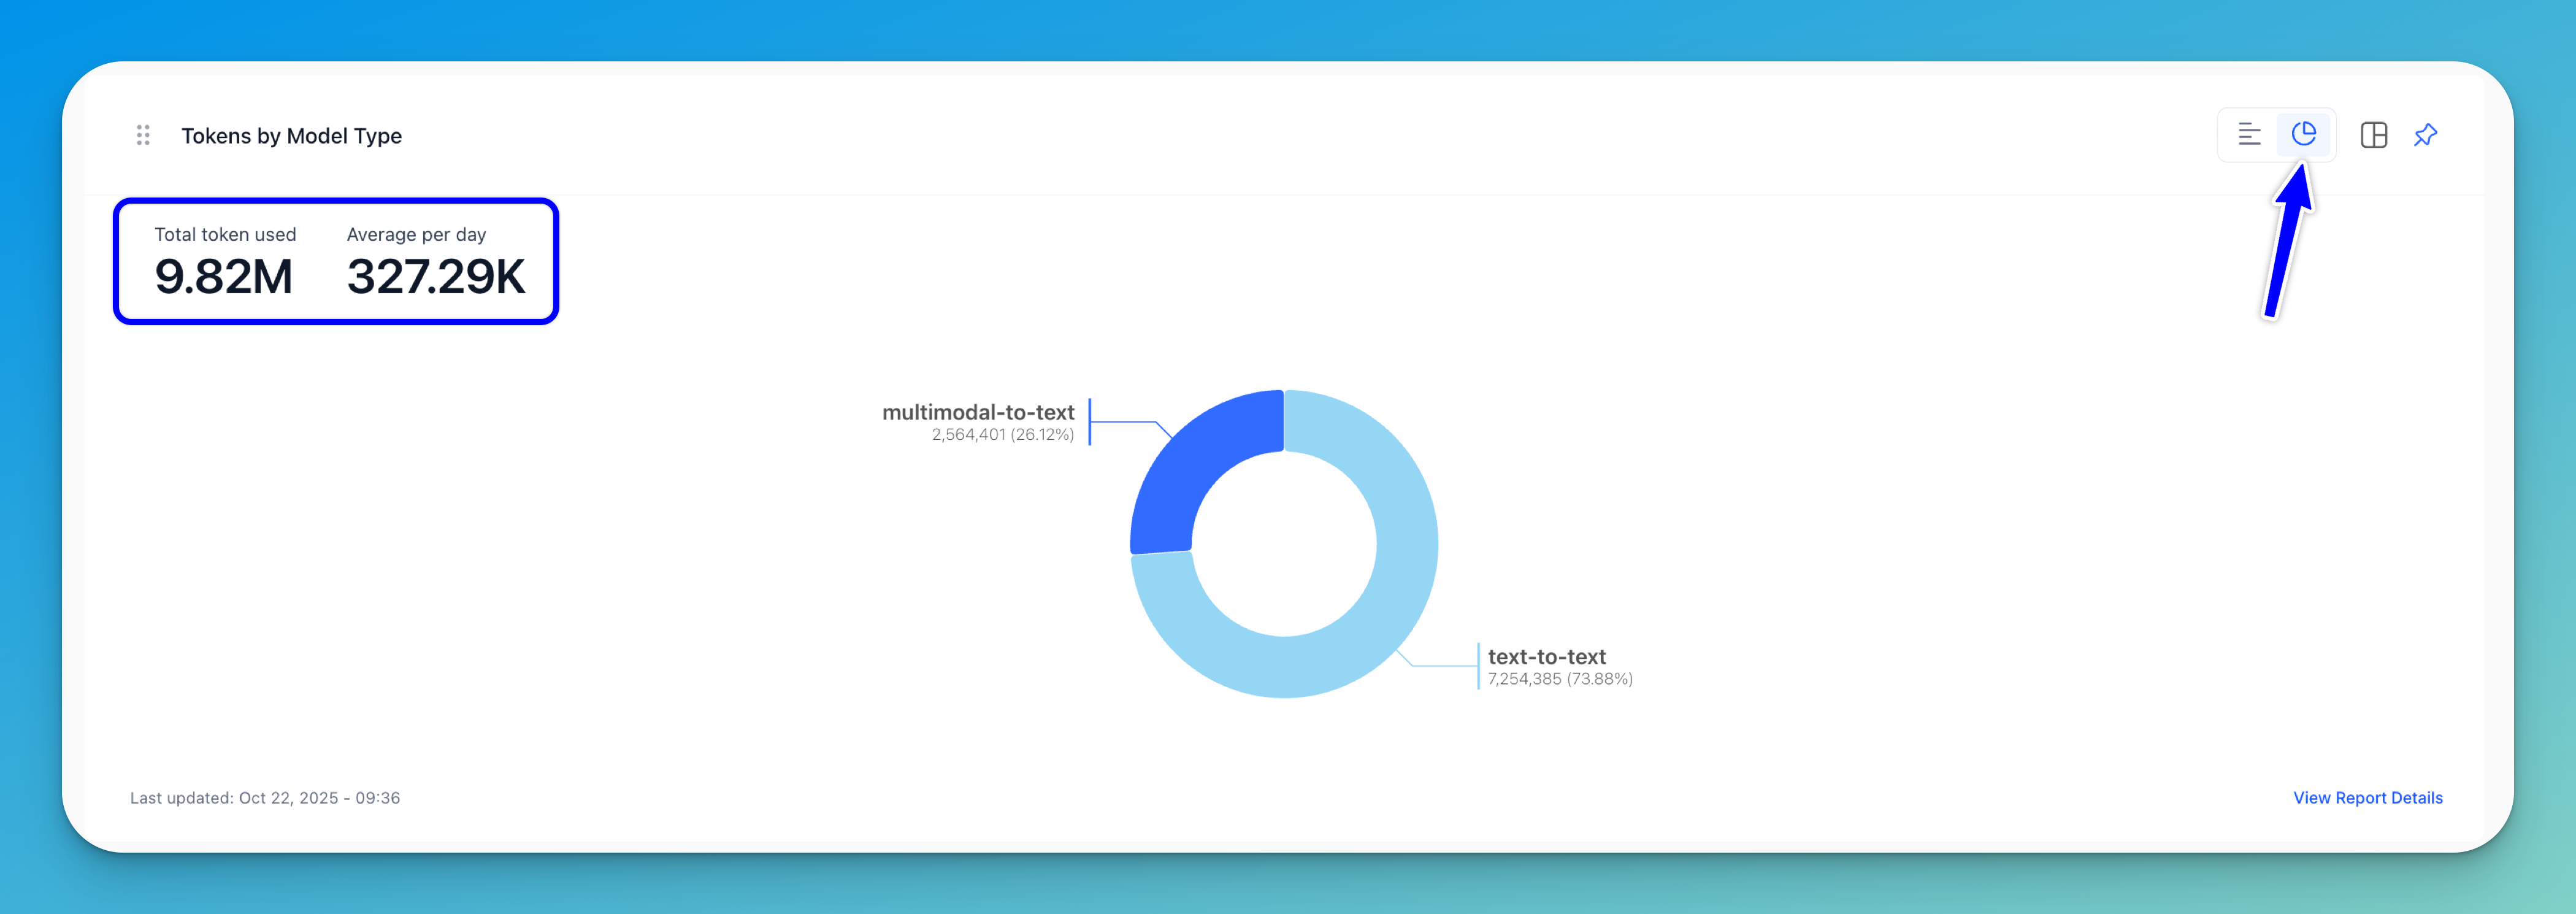 Tokens by Model Type
Total token used
Average per day
9.82M
327.29K
multimodal-to-text
2,564,401 (26.12%)
text-to-text
7,254,385 (73.88%)
Last updated: Oct 22, 2025 - 09:36
View Report Details